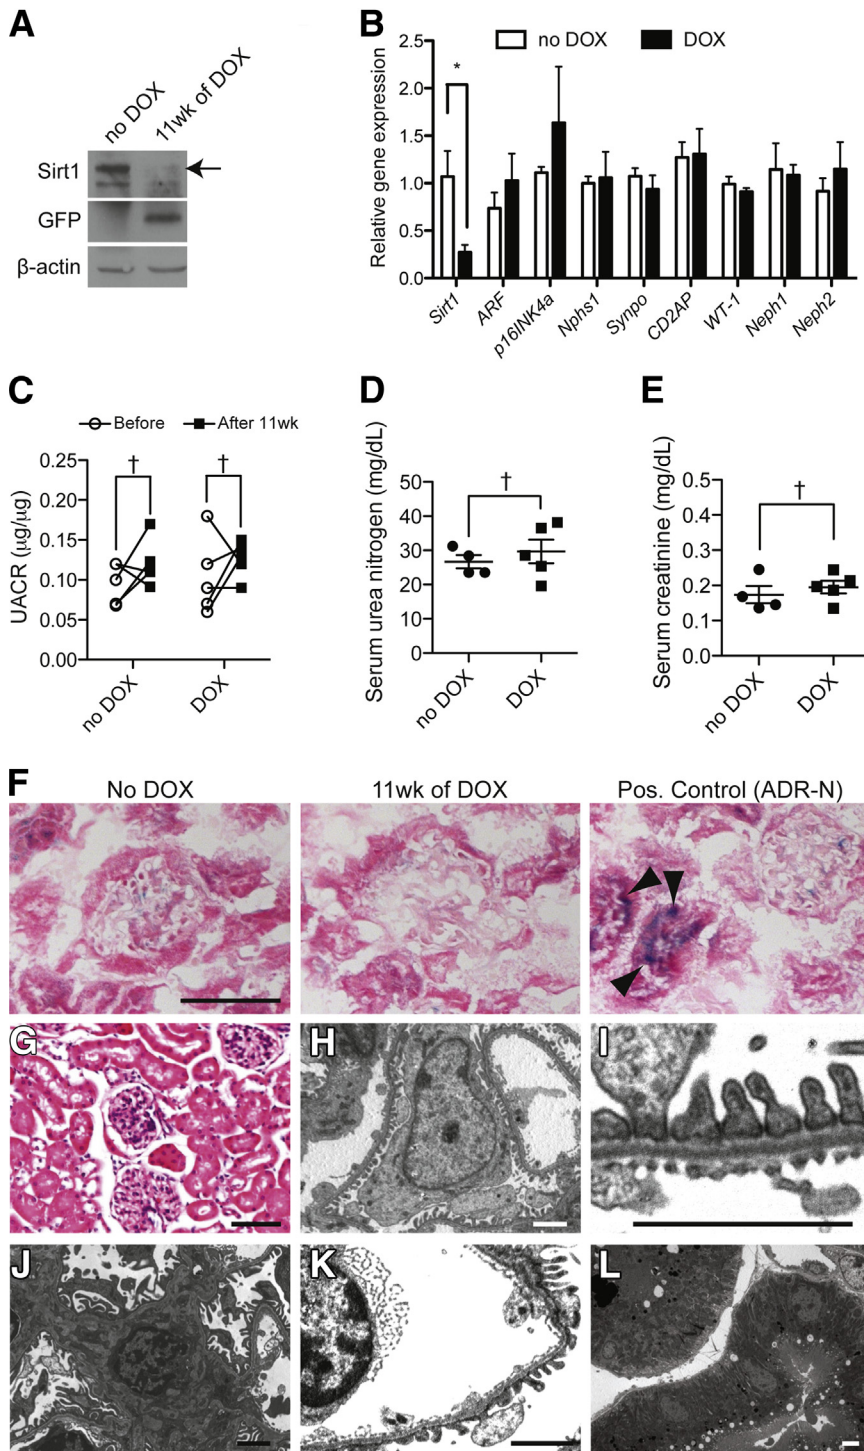 A
no DOX
11wk of DOX
Sirt1
GFP
β-actin
B
no DOX
DOX
Relative gene expression
2.5
2.0
1.5
1.0
0.5
0.0
*
Sirt1
ARF
p16INK4a
Nphs1
Synpo
CD2AP
WT-1
Neph1
Neph2
C
Before
After 11wk
UACR (μg/μg)
0.25
0.20
0.15
0.10
0.05
0.00
†
†
no DOX
DOX
D
Serum urea nitrogen (mg/dL)
50
40
30
20
10
0
†
no DOX
DOX
E
Serum creatinine (mg/dL)
0.5
0.4
0.3
0.2
0.1
0.0
†
no DOX
DOX
F
No DOX
11wk of DOX
Pos. Control (ADR-N)
G
H
I
J
K
L